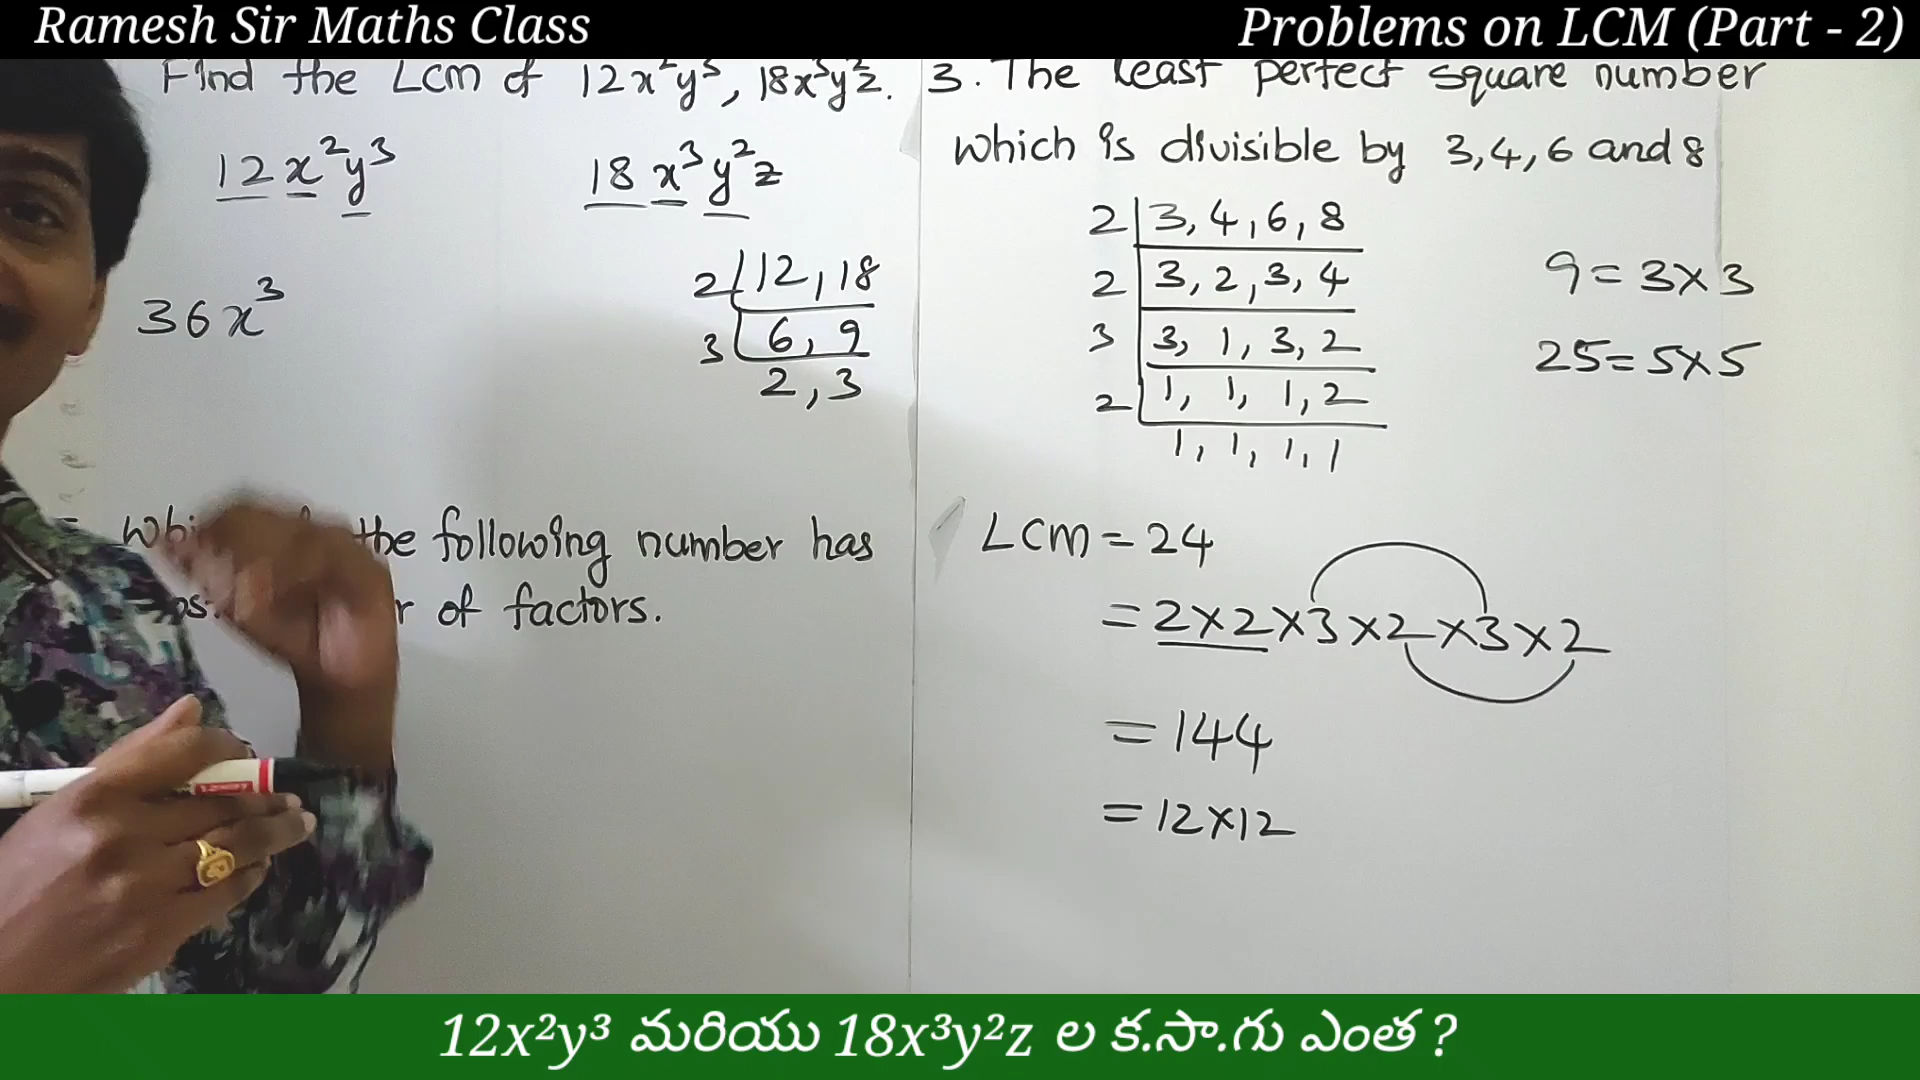 Ramesh Sir Maths Class
Problems on LCM (Part - 2)
Find the Lcm of 12x²y³, 18x³y²z.
12x²y³ 18x³y²z
2 12, 18
36x³
3 6, 9
2, 3
the following number has
of factors.
3. The least perfect square number
which is divisible by 3, 4, 6 and 8
2 3, 4, 6, 8
2 3, 2, 3, 4
9 = 3×3
3 3, 1, 3, 2
25 = 5×5
2 1, 1, 1, 2
1, 1, 1, 1
LCM = 24
= 2×2×3×2×3×2
= 144
= 12×12
12x²y³ మరియు 18x³y²z ల క.సా.గు ఎంత ?